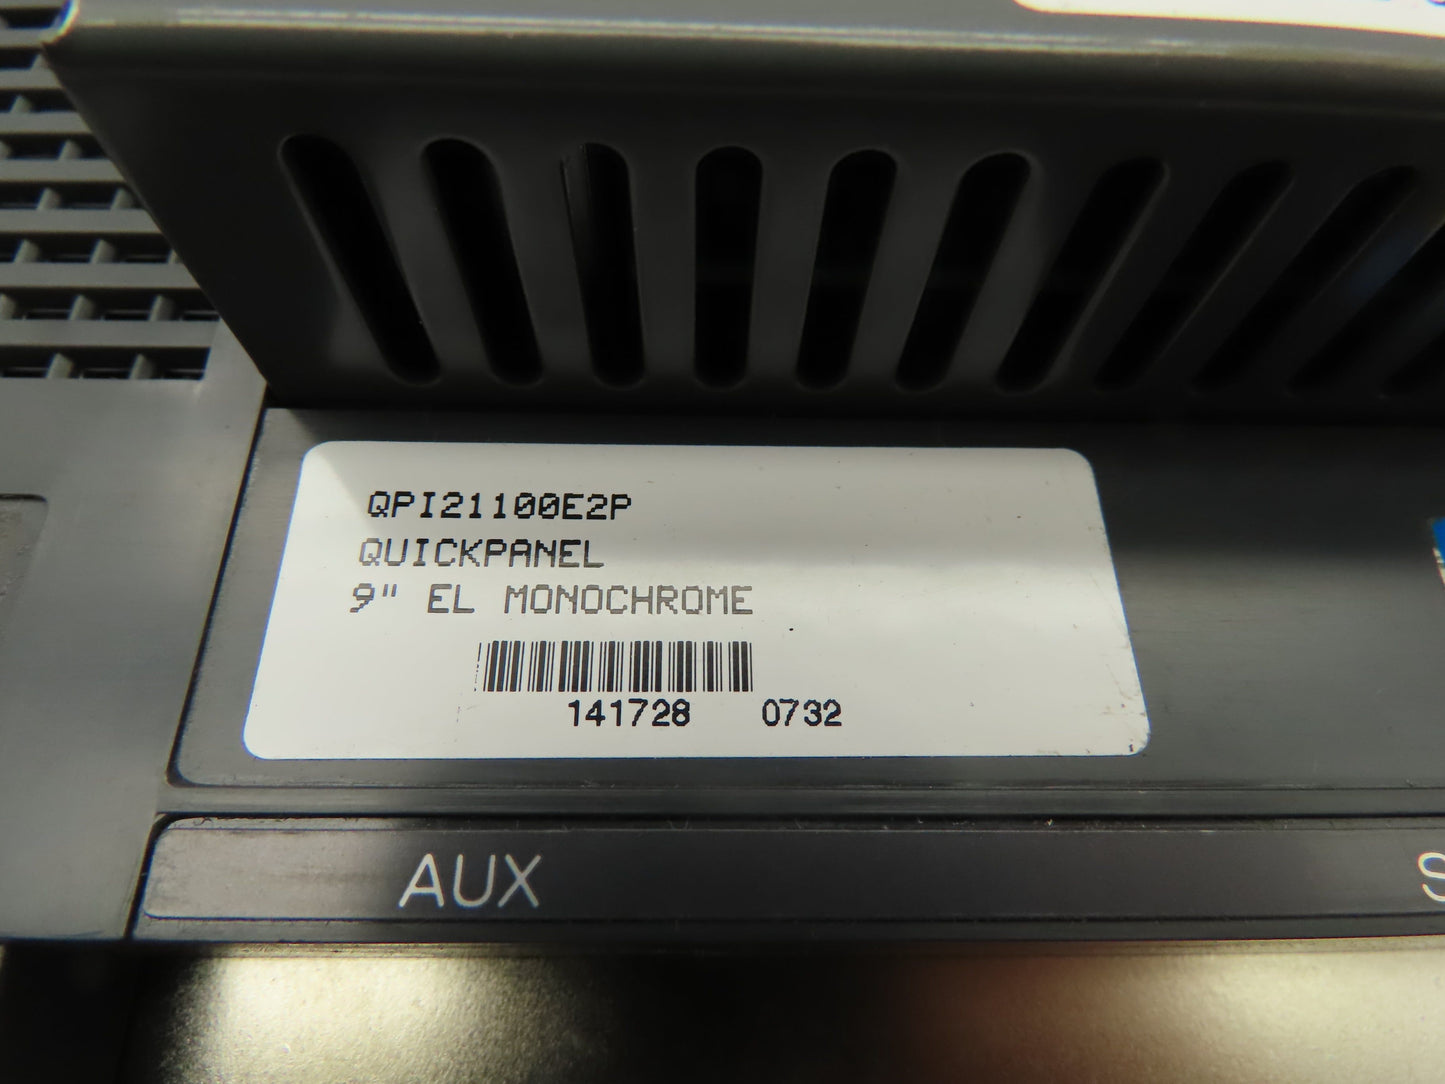 QPI21100E2P
QUICKPANEL
9" EL MONOCHROME
141728 0732
AUX
S